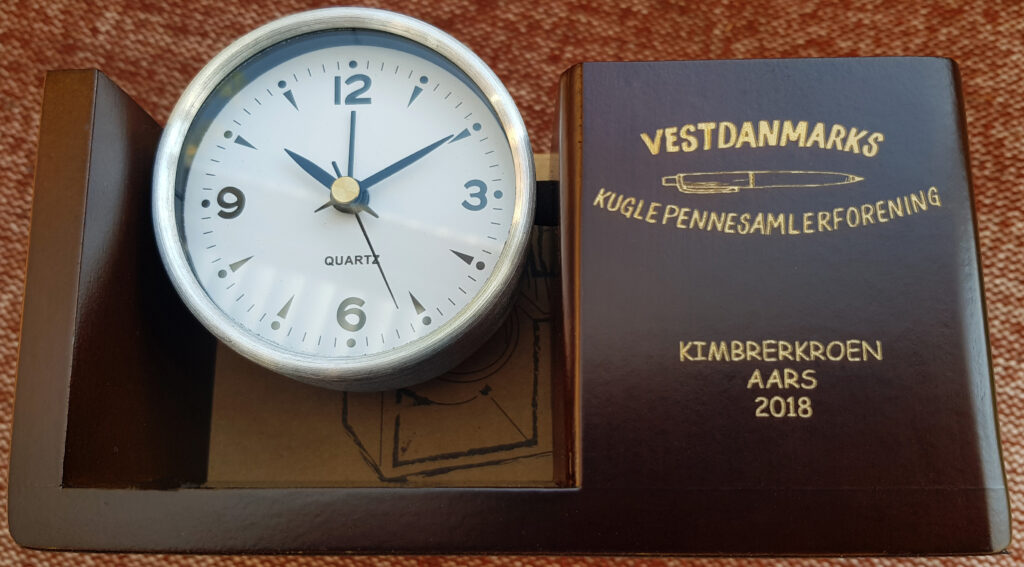 12
9
3
QUARTZ
6
VESTDANMARKS
KUGLEPENNESAMLERFORENING
KIMBRERKROEN
AARS
2018